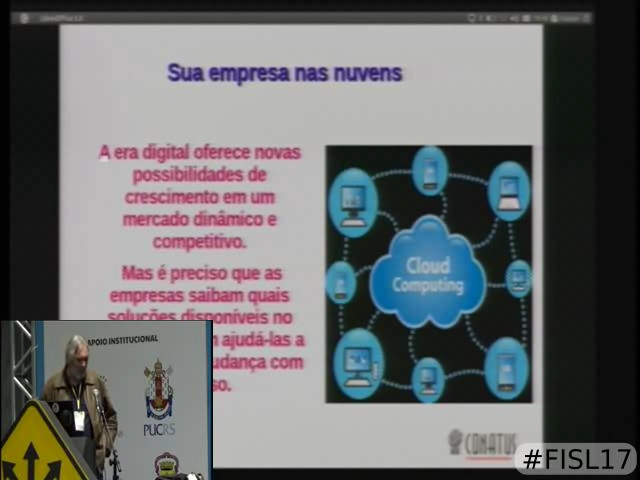 Sua empresa nas nuvens
A era digital oferece novas
possibilidades de
crescimento em um
mercado dinâmico e
competitivo.
Mas é preciso que as
empresas saibam quais
soluções disponíveis no
ajudá-las a
com
Cloud
Computing
CONATUS
APOIO INSTITUCIONAL
PUCRS
#FISL17